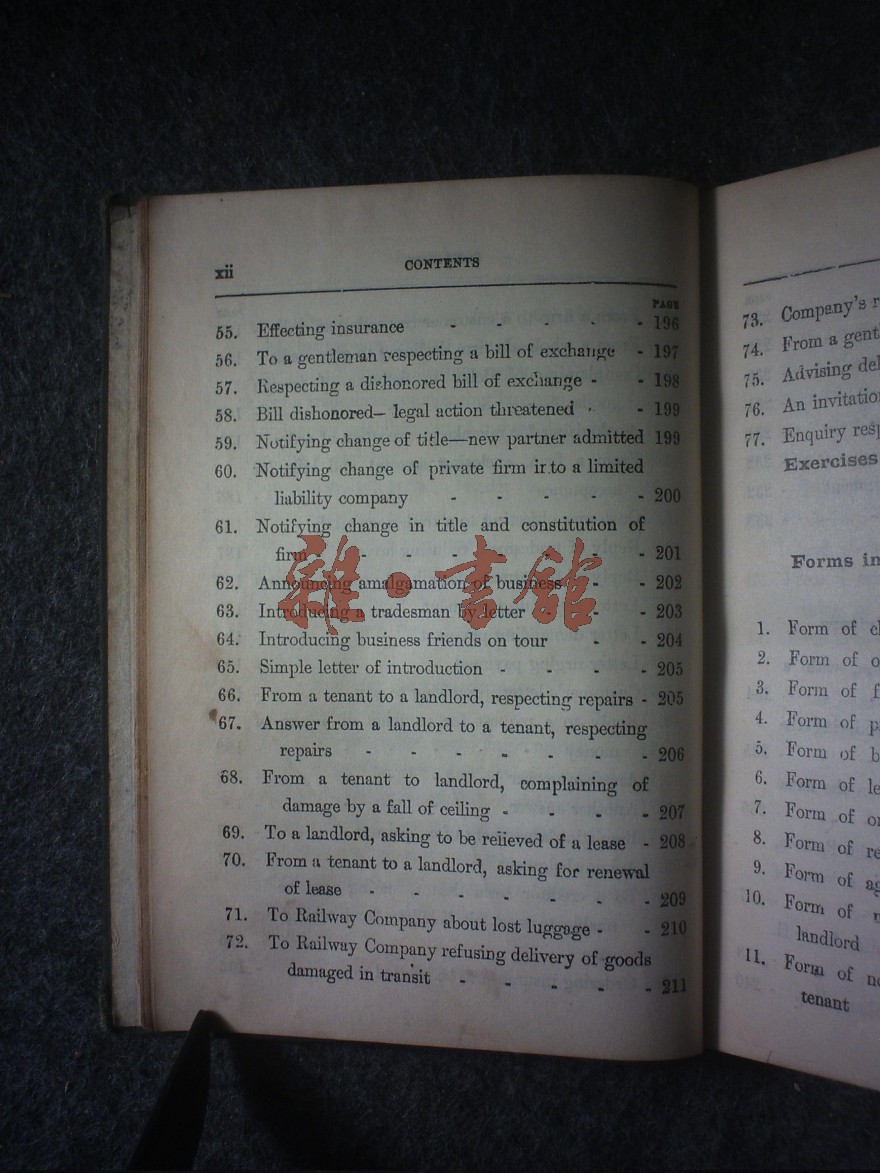 xii
CONTENTS
PAGE
55. Effecting insurance - - - - - 196
56. To a gentleman respecting a bill of exchange - 197
57. Respecting a dishonored bill of exchange - - 198
58. Bill dishonored— legal action threatened - - 199
59. Notifying change of title—new partner admitted 199
60. Notifying change of private firm into a limited
liability company - - - - - 200
61. Notifying change in title and constitution of
firm - - - - - - - 201
62. Announcing amalgamation of business - - 202
63. Introducing a tradesman by letter - - 203
64. Introducing business friends on tour - - 204
65. Simple letter of introduction - - - - 205
66. From a tenant to a landlord, respecting repairs - 205
67. Answer from a landlord to a tenant, respecting
repairs - - - - - - - 206
68. From a tenant to landlord, complaining of
damage by a fall of ceiling - - - - 207
69. To a landlord, asking to be relieved of a lease - 208
70. From a tenant to a landlord, asking for renewal
of lease - - - - - - - 209
71. To Railway Company about lost luggage - - 210
72. To Railway Company refusing delivery of goods
damaged in transit - - - - - 211
雜·書館
73. Company's
74. From a
75. Advising
76. An
77. Enquiry
Exercises
Forms in
1. Form of
2. Form of
3. Form of
4. Form of
5. Form of
6. Form of
7. Form of
8. Form of
9. Form of
10. Form of
landlord
11. Form of
tenant